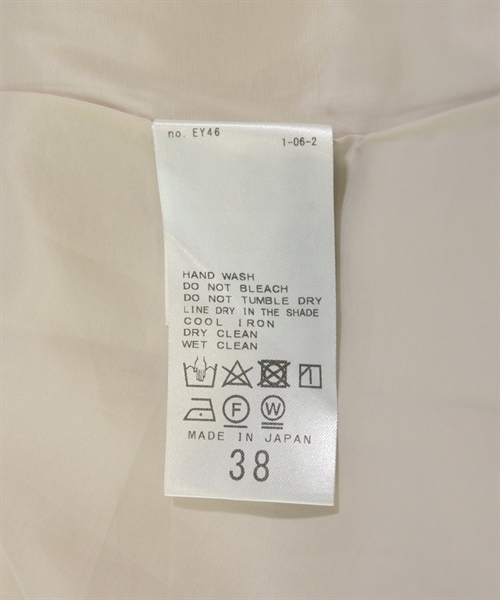 no. EY46
1-06-2
HAND WASH
DO NOT BLEACH
DO NOT TUMBLE DRY
LINE DRY IN THE SHADE
COOL IRON
DRY CLEAN
WET CLEAN
F W
MADE IN JAPAN
38